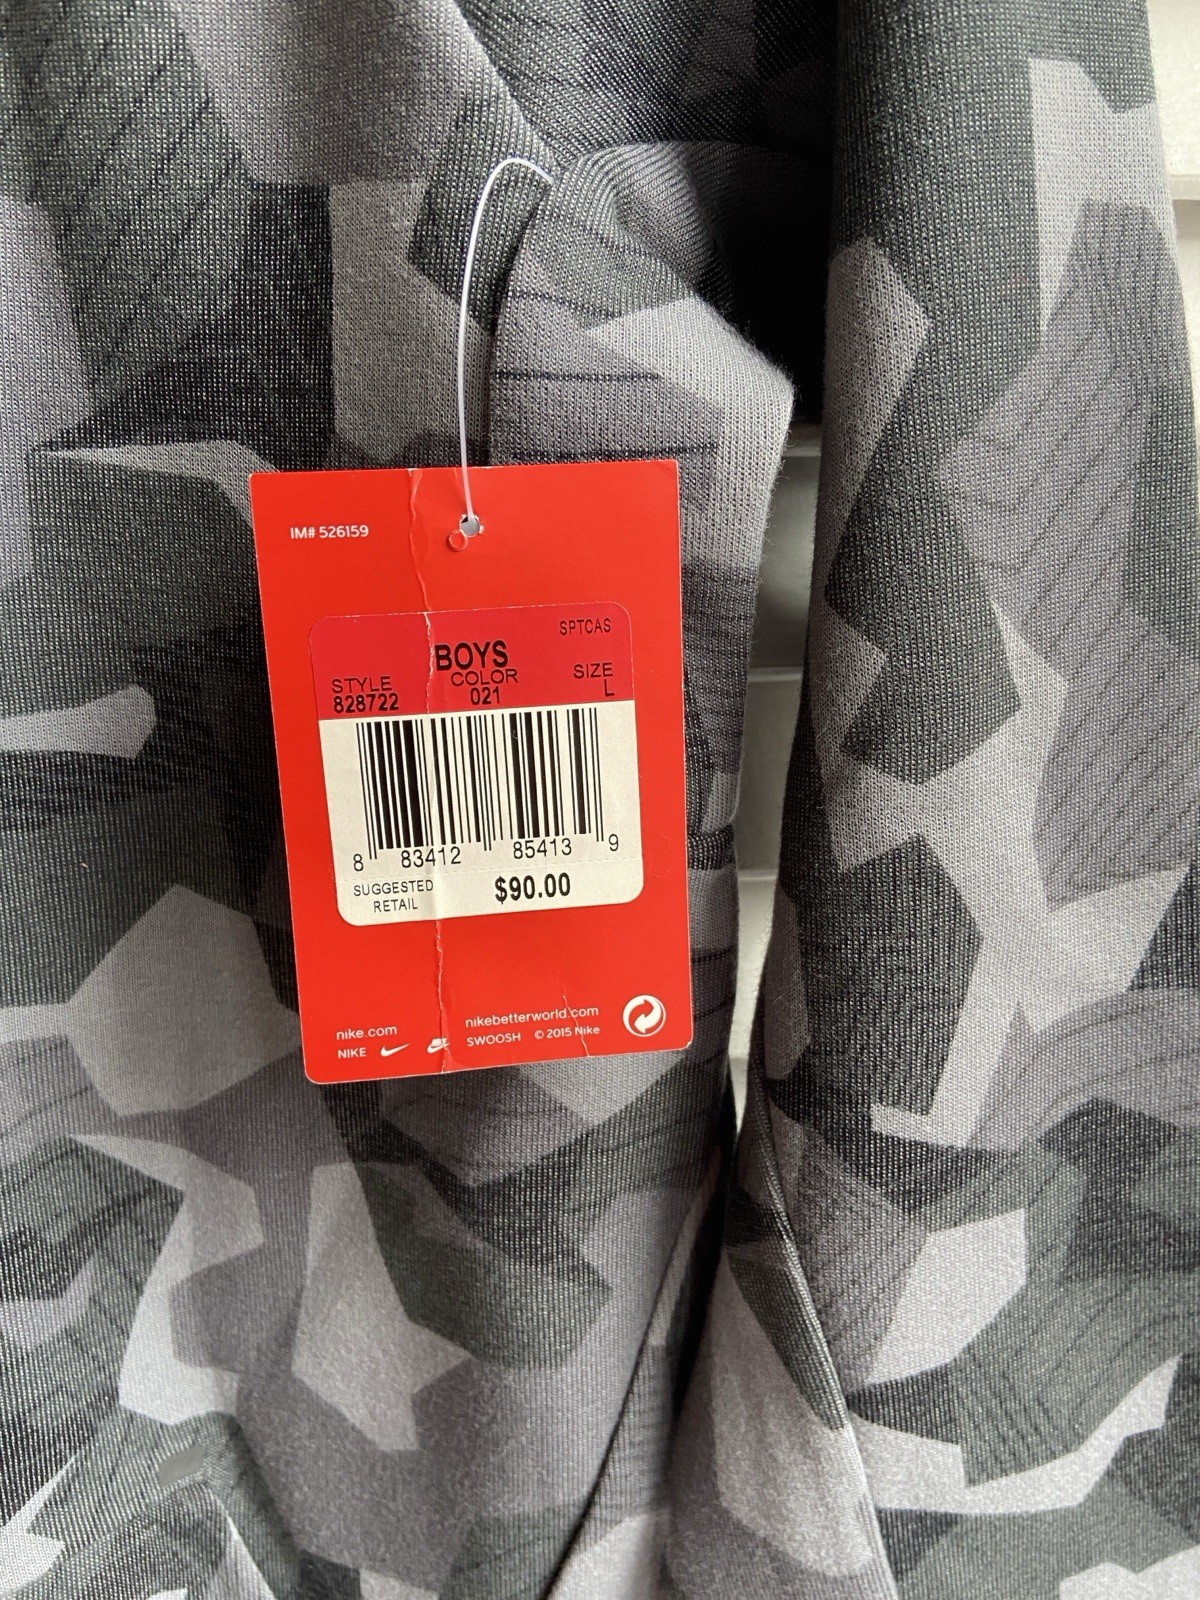 IM# 526159
SPTCAS
BOYS
STYLE COLOR SIZE
828722 021 L
8 83412 85413 9
SUGGESTED RETAIL $90.00
nike.com nikebetterworld.com
NIKE SWOOSH © 2015 Nike